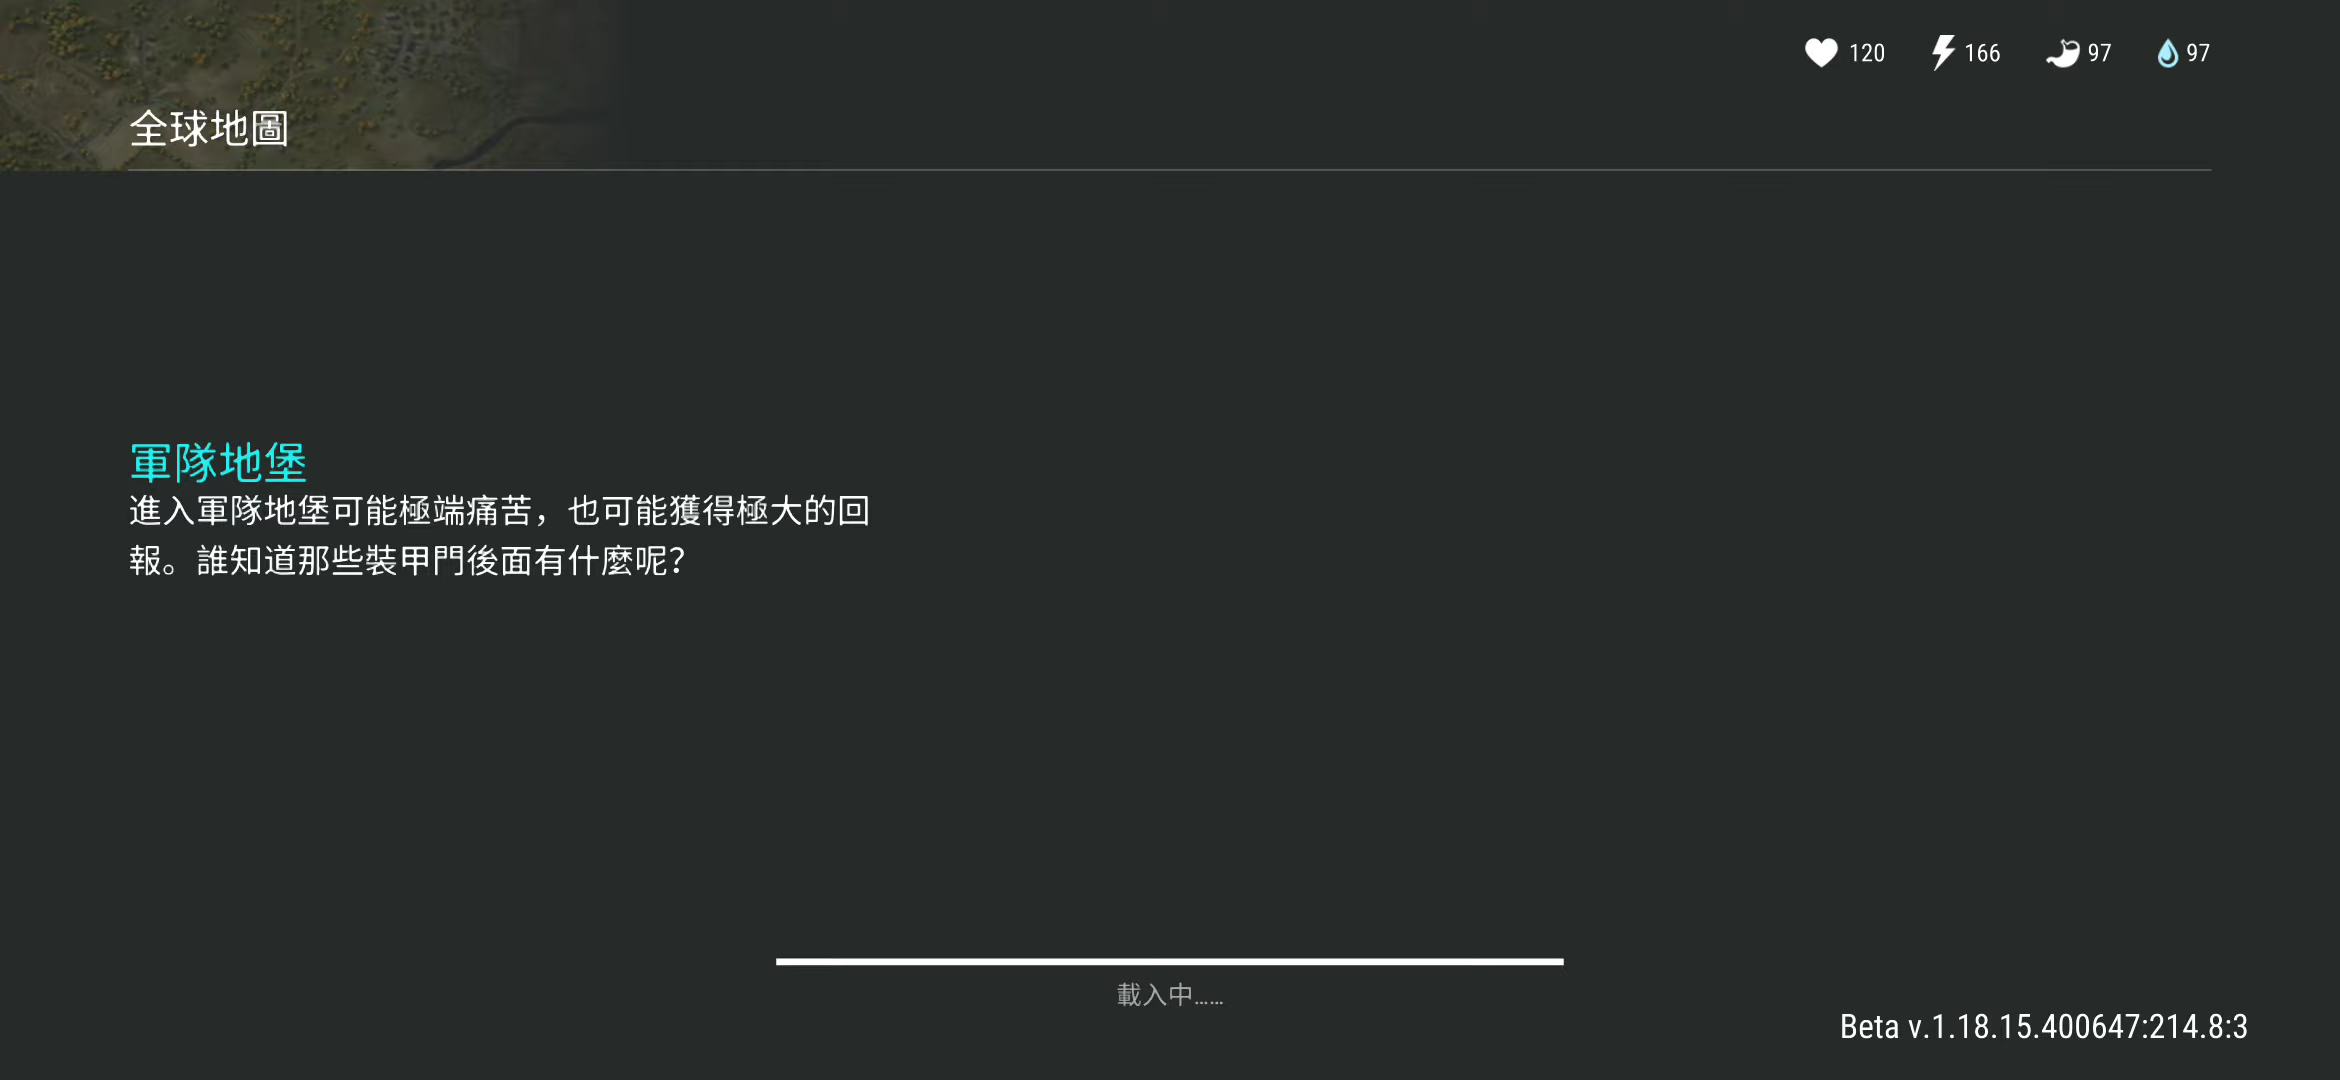 120 166 97 97
全球地圖
軍隊地堡
進入軍隊地堡可能極端痛苦，也可能獲得極大的回
報。誰知道那些裝甲門後面有什麼呢？
載入中……
Beta v.1.18.15.400647:214.8:3